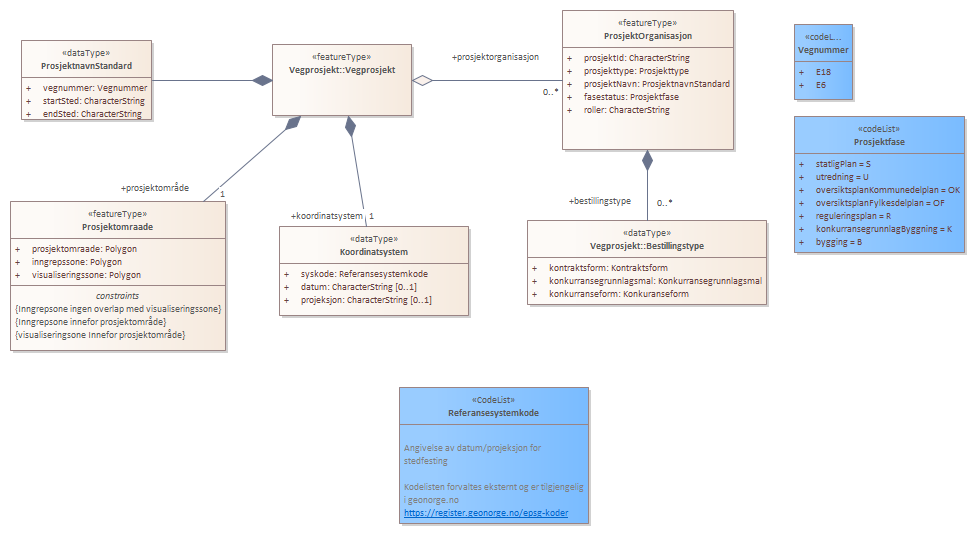 «dataType»
ProsjektnavnStandard
+ vegnummer: Vegnummer
+ startSted: CharacterString
+ endSted: CharacterString
«featureType»
Vegprosjekt::Vegprosjekt
+prosjektorganisasjon
0..*
«featureType»
ProsjektOrganisasjon
+ prosjektId: CharacterString
+ prosjekttype: Prosjekttype
+ prosjektNavn: ProsjektnavnStandard
+ fasestatus: Prosjektfase
+ roller: CharacterString
«codeL...
Vegnummer
+ E18
+ E6
«codeList»
Prosjektfase
+ statligPlan = S
+ utredning = U
+ oversiktsplanKommunedelplan = OK
+ oversiktsplanFylkesdelplan = OF
+ reguleringsplan = R
+ konkurransegrunnlagByggning = K
+ bygging = B
+prosjektområde
1
«featureType»
Prosjektomraade
+ prosjektomraade: Polygon
+ inngrepssone: Polygon
+ visualiseringssone: Polygon
constraints
{Inngrepsone ingen overlap med visualiseringssone}
{Inngrepsone innefor prosjektområde}
{visualiseringsone Innefor prosjektområde}
+koordinatsystem
1
«dataType»
Koordinatsystem
+ syskode: Referansesystemkode
+ datum: CharacterString [0..1]
+ projeksjon: CharacterString [0..1]
+bestillingstype
0..*
«dataType»
Vegprosjekt::Bestillingstype
+ kontraktsform: Kontraktsform
+ konkurransegrunnlagsmal: Konkurransegrunnlagsmal
+ konkurranseform: Konkuranseform
«CodeList»
Referansesystemkode
Angivelse av datum/projeksjon for
stedfesting
Kodelisten forvaltes eksternt og er tilgjengelig
i geonorge.no
https://register.geonorge.no/epsg-koder